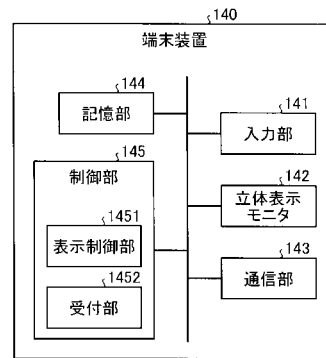 140
端末装置
144
記憶部
141
入力部
145
制御部
142
立体表示
モニタ
1451
表示制御部
143
通信部
1452
受付部